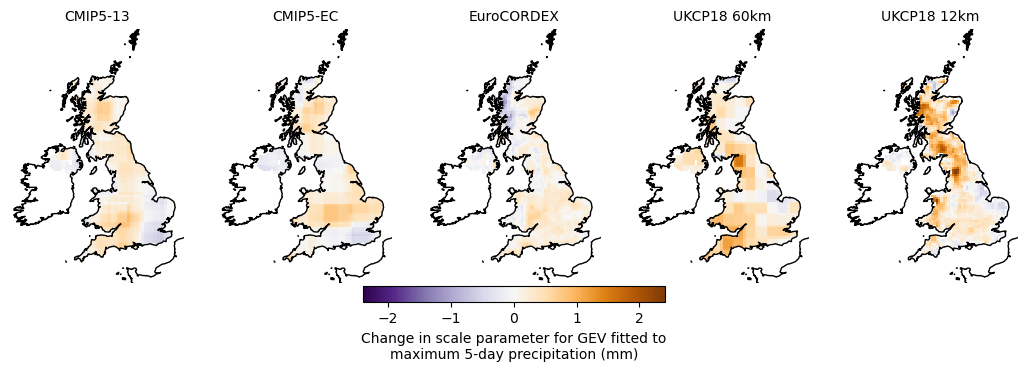 CMIP5-13
CMIP5-EC
EuroCORDEX
UKCP18 60km
UKCP18 12km
−2
−1
0
1
2
Change in scale parameter for GEV fitted to
maximum 5-day precipitation (mm)